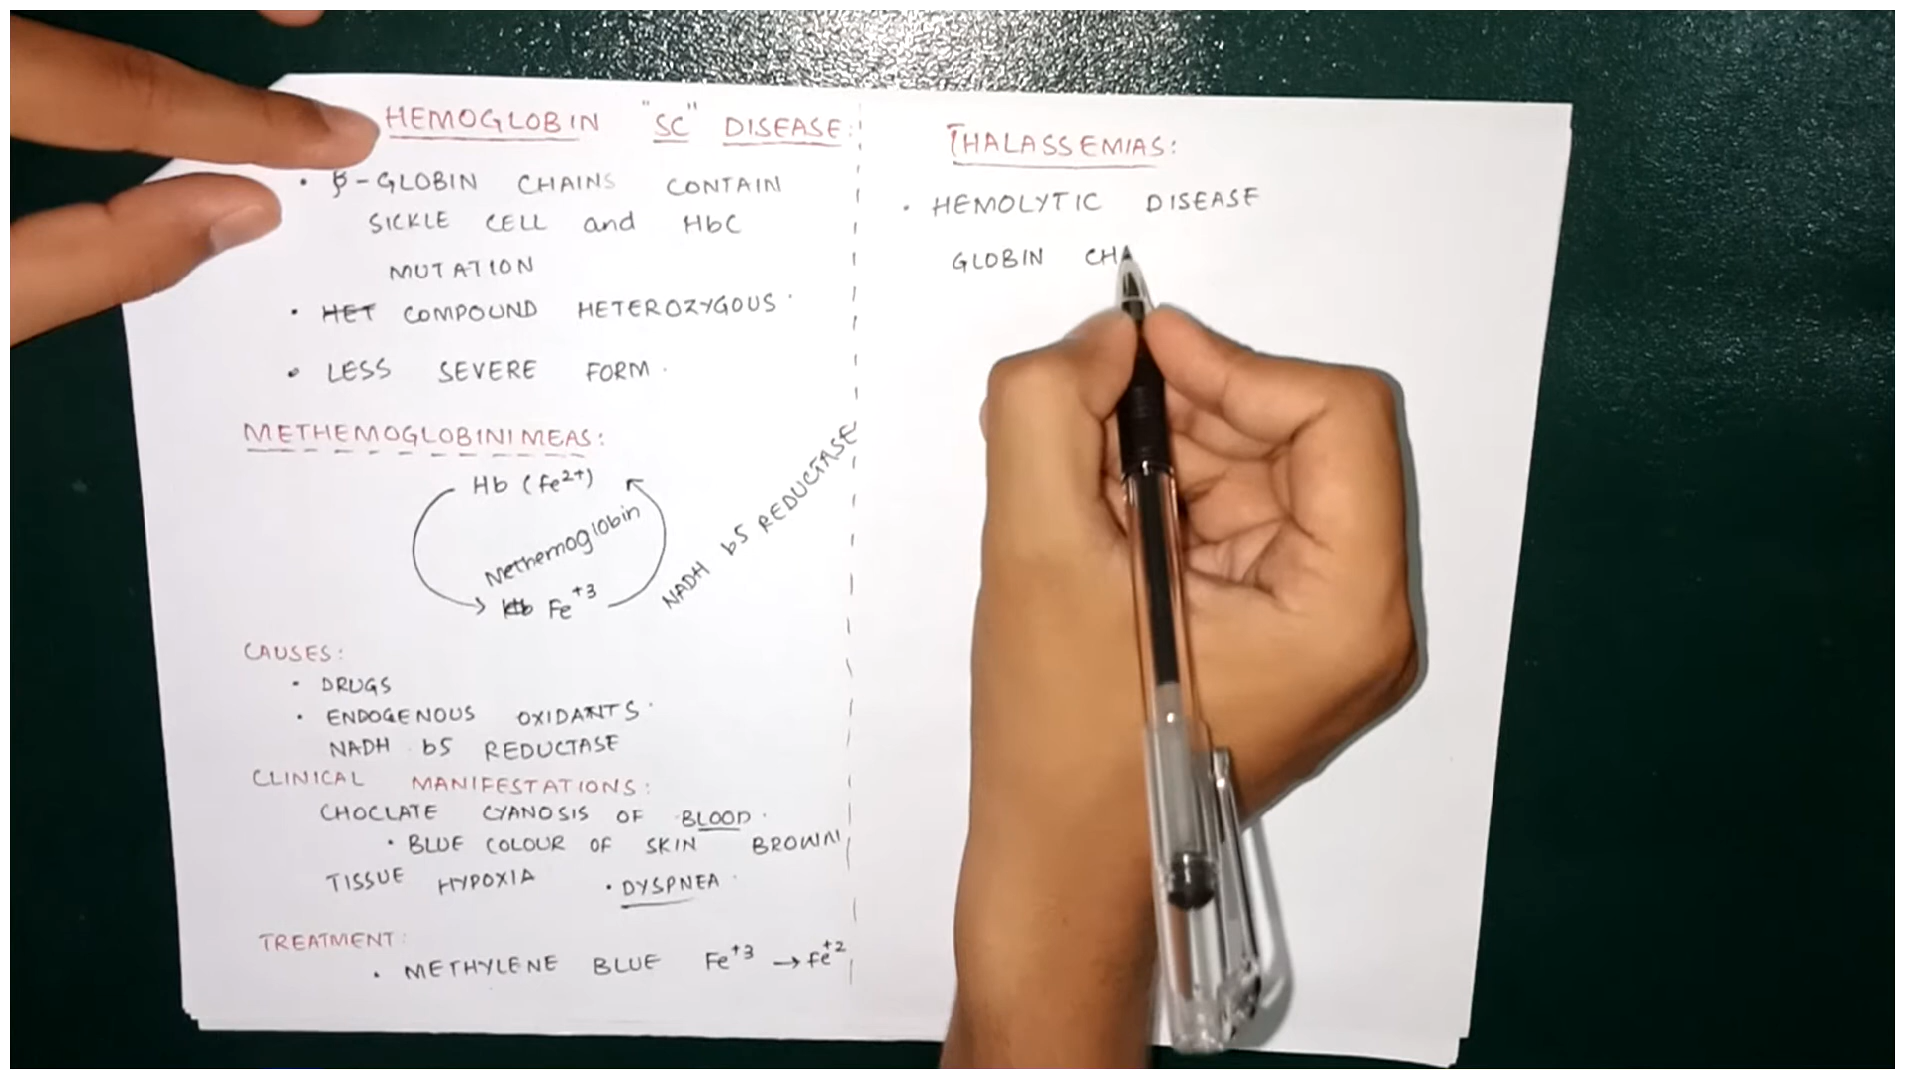 HEMOGLOBIN "SC" DISEASE:
• β-GLOBIN CHAINS CONTAIN
SICKLE CELL and HbC
MUTATION
• HET COMPOUND HETEROZYGOUS.
• LESS SEVERE FORM.
METHEMOGLOBINIMEAS:
Hb (Fe2+)
Methemoglobin
Hb Fe+3
NADH b5 REDUCTASE
CAUSES:
• DRUGS
• ENDOGENOUS OXIDANTS.
NADH b5 REDUCTASE
CLINICAL MANIFESTATIONS:
CHOCLATE CYANOSIS OF BLOOD.
• BLUE COLOUR OF SKIN BROWN
TISSUE HYPOXIA • DYSPNEA.
TREATMENT:
• METHYLENE BLUE Fe+3 → Fe+2
THALASSEMIAS:
• HEMOLYTIC DISEASE
GLOBIN CHA